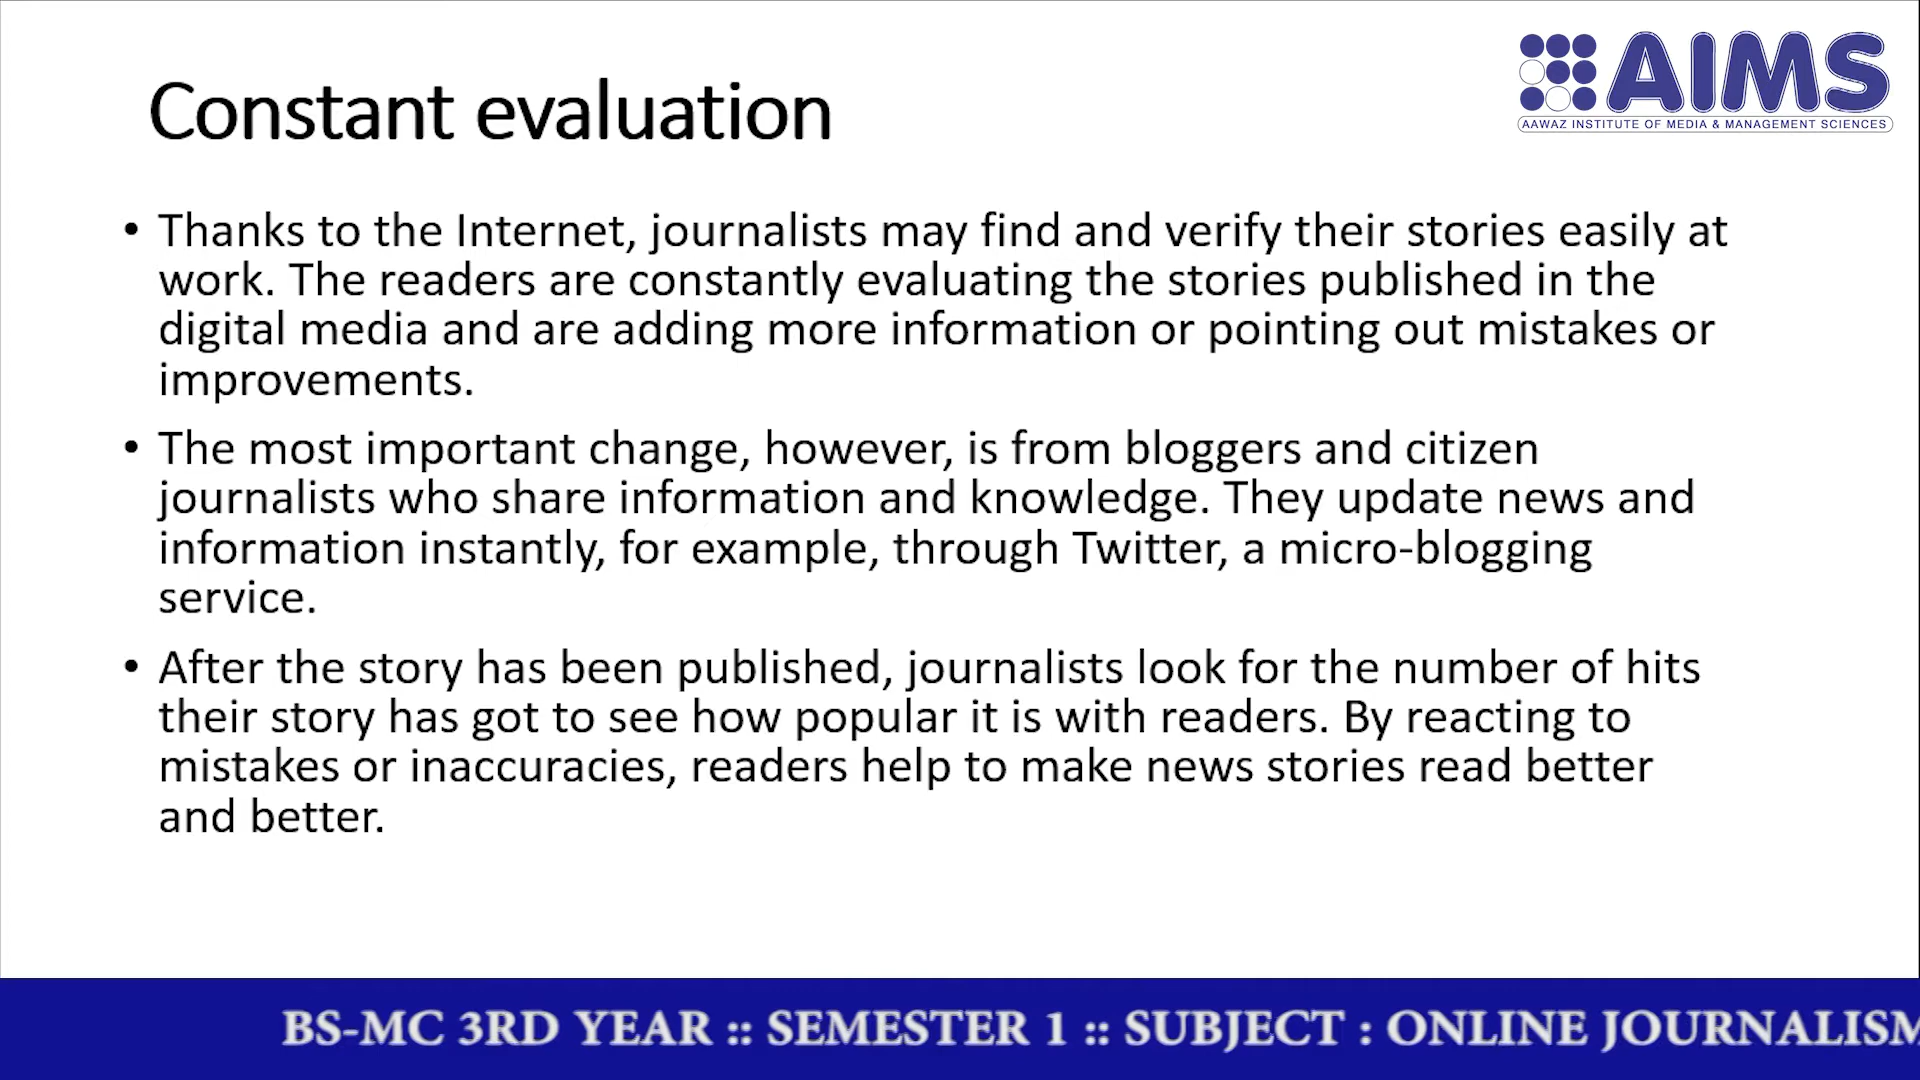 AIMS
AAWAZ INSTITUTE OF MEDIA & MANAGEMENT SCIENCES
Constant evaluation
• Thanks to the Internet, journalists may find and verify their stories easily at
work. The readers are constantly evaluating the stories published in the
digital media and are adding more information or pointing out mistakes or
improvements.
• The most important change, however, is from bloggers and citizen
journalists who share information and knowledge. They update news and
information instantly, for example, through Twitter, a micro-blogging
service.
• After the story has been published, journalists look for the number of hits
their story has got to see how popular it is with readers. By reacting to
mistakes or inaccuracies, readers help to make news stories read better
and better.
BS-MC 3RD YEAR :: SEMESTER 1 :: SUBJECT : ONLINE JOURNALISM